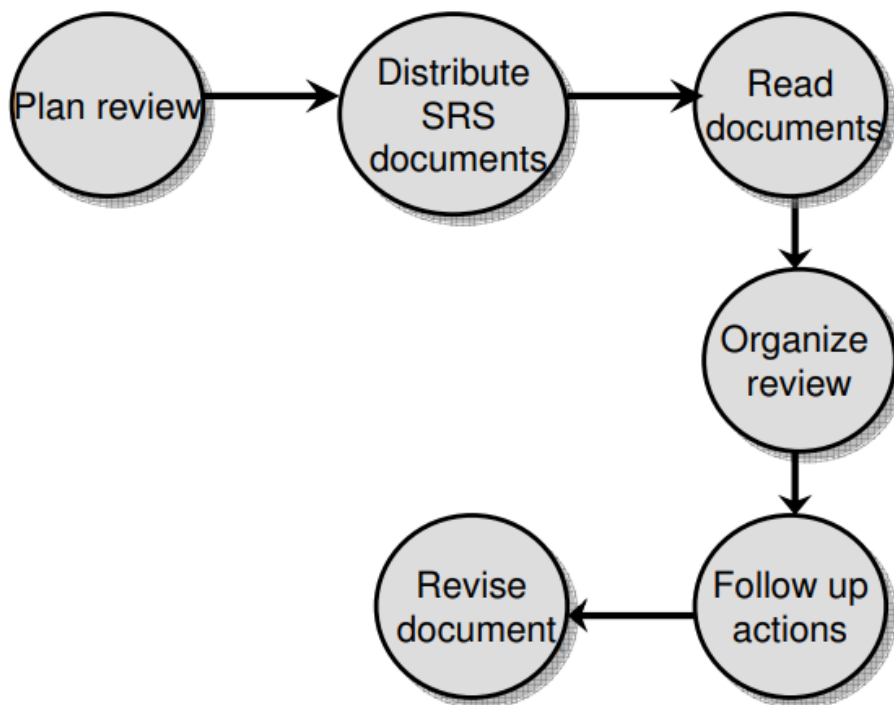 Plan review
Distribute
SRS
documents
Read
documents
Organize
review
Follow up
actions
Revise
document